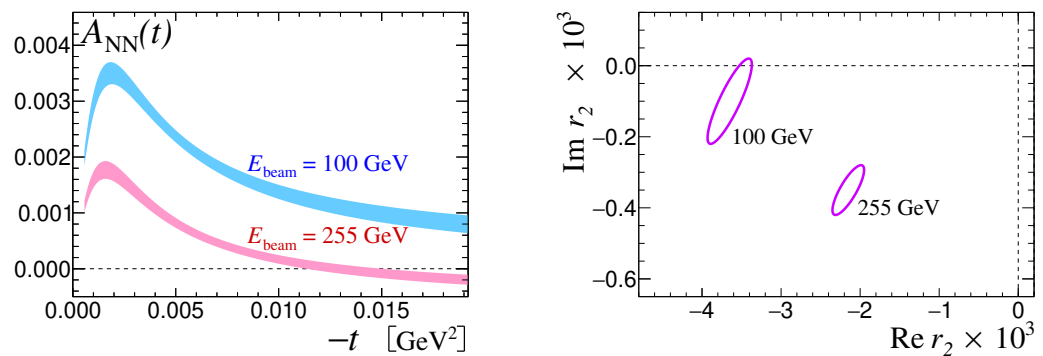 A_NN(t)
0.004
0.003
0.002
0.001
0.000
E_beam = 100 GeV
E_beam = 255 GeV
0.000 0.005 0.010 0.015
−t [GeV²]
Im r₂ × 10³
0.0
−0.2
−0.4
−0.6
100 GeV
255 GeV
−4 −3 −2 −1 0
Re r₂ × 10³